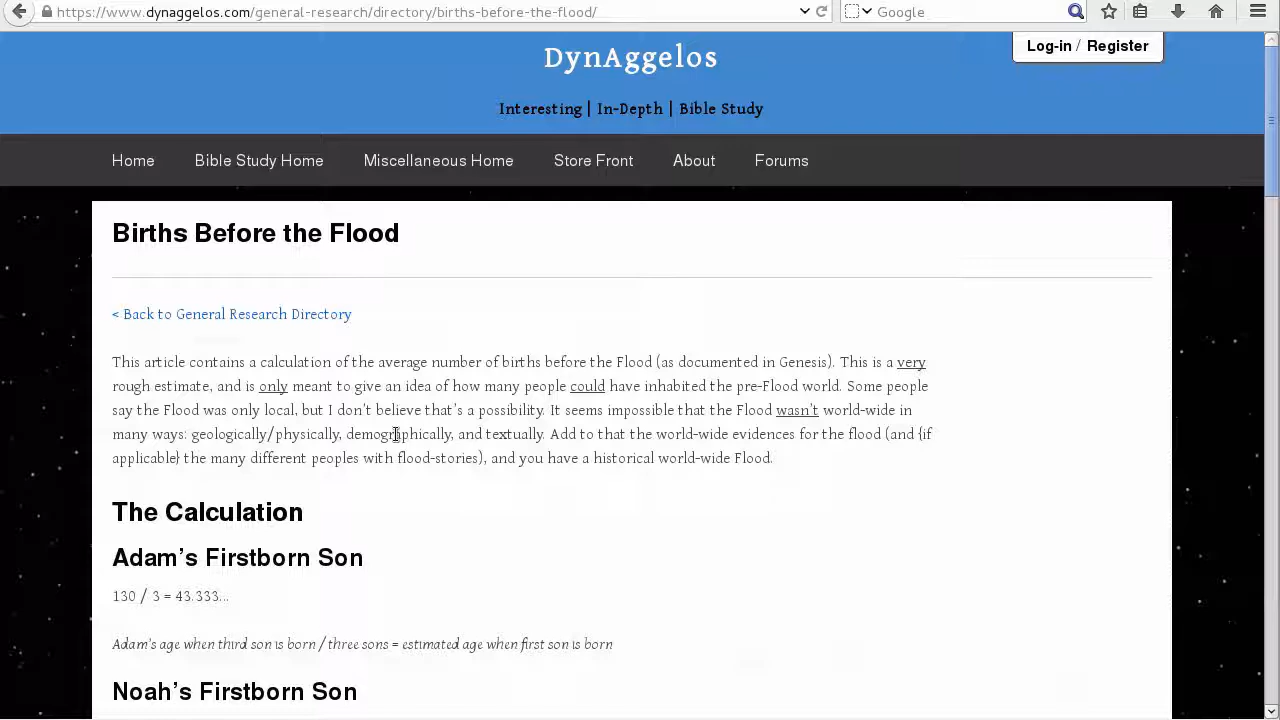 https://www.dynaggelos.com/general-research/directory/births-before-the-flood/
Google
Log-in / Register
DynAggelos
Interesting | In-Depth | Bible Study
Home Bible Study Home Miscellaneous Home Store Front About Forums
Births Before the Flood
< Back to General Research Directory
This article contains a calculation of the average number of births before the Flood (as documented in Genesis). This is a very
rough estimate, and is only meant to give an idea of how many people could have inhabited the pre-Flood world. Some people
say the Flood was only local, but I don't believe that's a possibility. It seems impossible that the Flood wasn't world-wide in
many ways: geologically/physically, demographically, and textually. Add to that the world-wide evidences for the flood (and {if
applicable} the many different peoples with flood-stories), and you have a historical world-wide Flood.
The Calculation
Adam's Firstborn Son
130 / 3 = 43.333...
Adam's age when third son is born / three sons = estimated age when first son is born
Noah's Firstborn Son